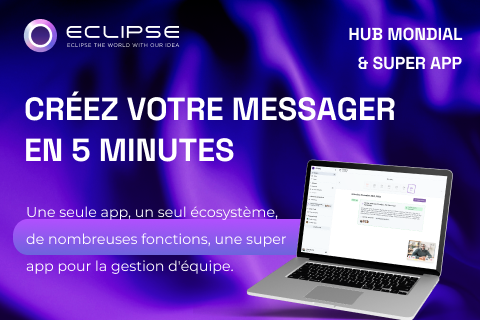 ECLIPSE
ECLIPSE THE WORLD WITH OUR IDEA
HUB MONDIAL
& SUPER APP
CRÉEZ VOTRE MESSAGER
EN 5 MINUTES
Une seule app, un seul écosystème,
de nombreuses fonctions, une super
app pour la gestion d'équipe.